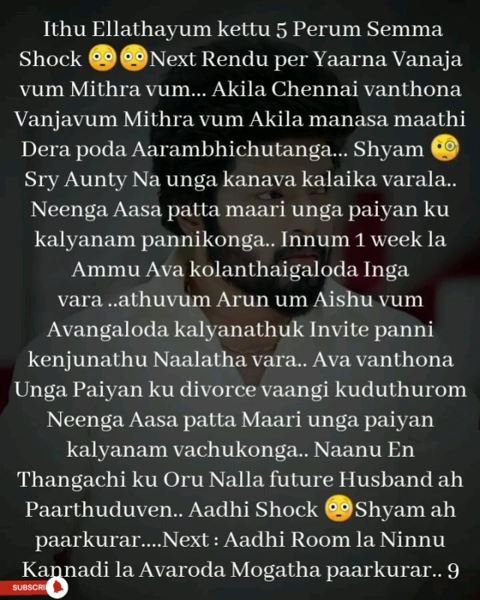 Ithu Ellathayum kettu 5 Perum Semma
Shock 😳😳Next Rendu per Yaarna Vanaja
vum Mithra vum... Akila Chennai vanthona
Vanjavum Mithra vum Akila manasa maathi
Dera poda Aarambhichutanga... Shyam 🧐
Sry Aunty Na unga kanava kalaika varala..
Neenga Aasa patta maari unga paiyan ku
kalyanam pannikonga.. Innum 1 week la
Ammu Ava kolanthaigaloda Inga
vara ..athuvum Arun um Aishu vum
Avangaloda kalyanathuk Invite panni
kenjunathu Naalatha vara.. Ava vanthona
Unga Paiyan ku divorce vaangi kuduthurom
Neenga Aasa patta Maari unga paiyan
kalyanam vachukonga.. Naanu En
Thangachi ku Oru Nalla future Husband ah
Paarthuduven.. Aadhi Shock 😳Shyam ah
paarkurar....Next : Aadhi Room la Ninnu
Kannadi la Avaroda Mogatha paarkurar.. 9
SUBSCRI